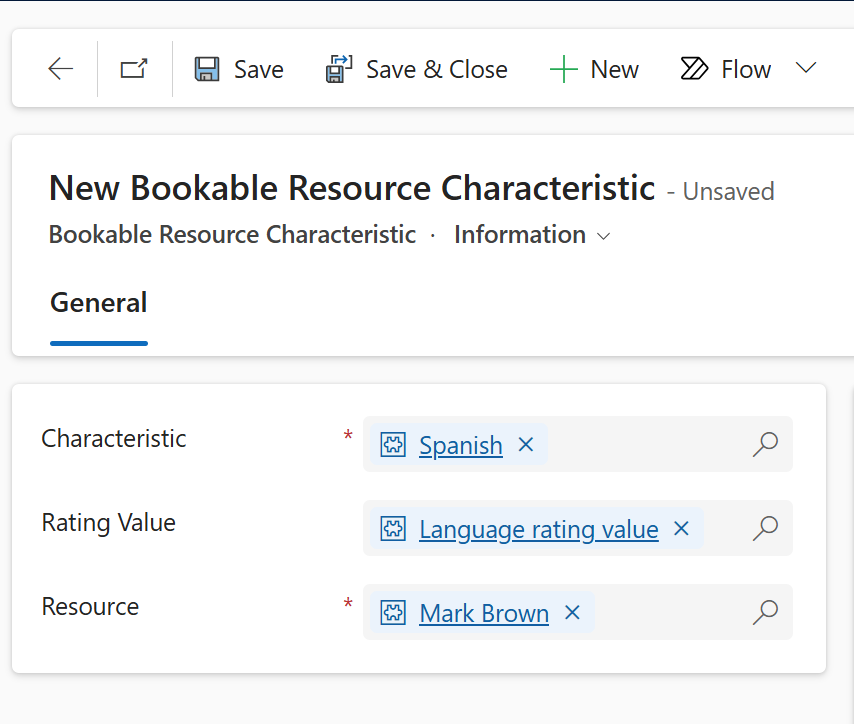 Save Save & Close New Flow
New Bookable Resource Characteristic - Unsaved
Bookable Resource Characteristic · Information
General
Characteristic * Spanish
Rating Value Language rating value
Resource * Mark Brown